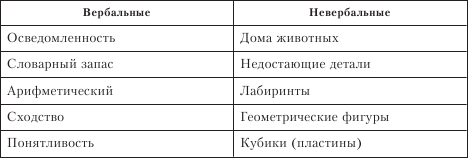 Вербальные Невербальные
Осведомленность Дома животных
Словарный запас Недостающие детали
Арифметический Лабиринты
Сходство Геометрические фигуры
Понятливость Кубики (пластины)